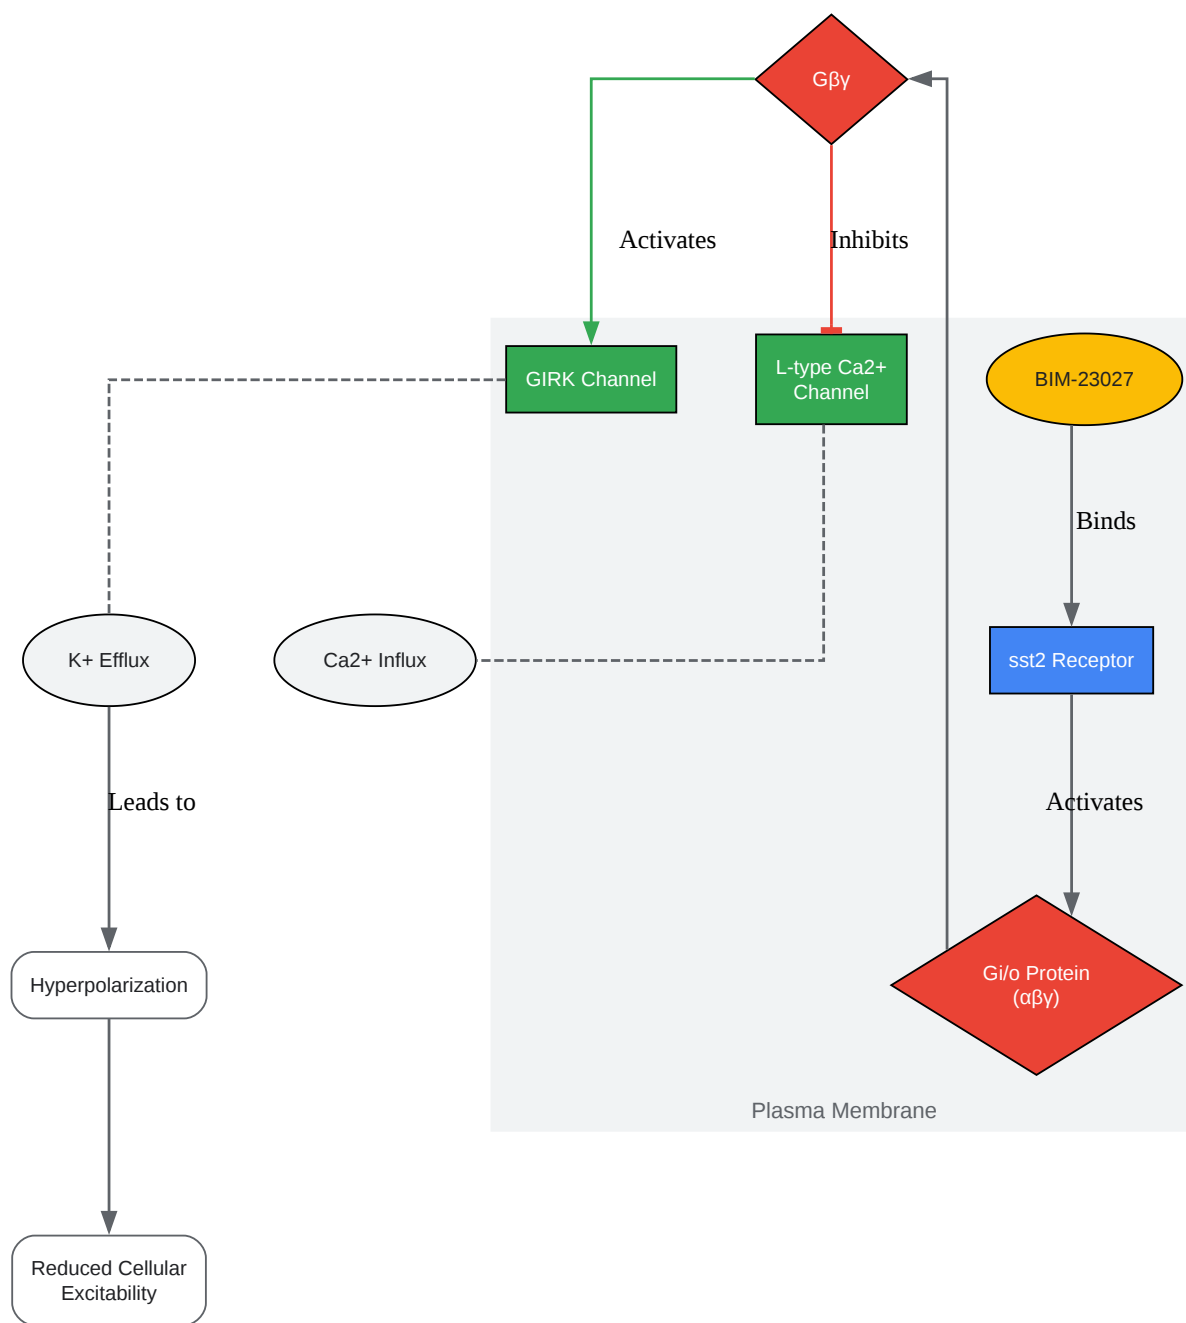 Gβγ
Activates
Inhibits
GIRK Channel
L-type Ca2+
Channel
BIM-23027
Binds
K+ Efflux
Ca2+ Influx
sst2 Receptor
Leads to
Activates
Hyperpolarization
Gi/o Protein
(αβγ)
Plasma Membrane
Reduced Cellular
Excitability